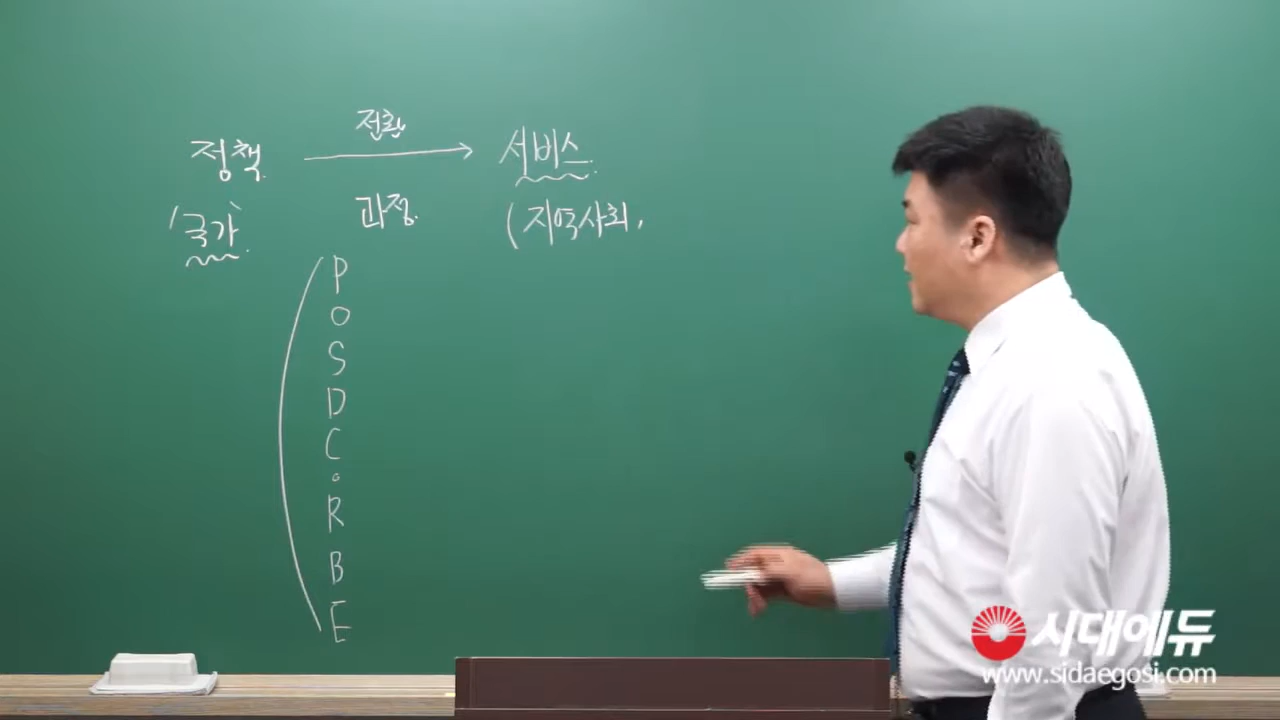 전환
정책 → 서비스.
과정.
'국가'.
(지역사회,
P
O
S
D
C
o
R
B
E
시대에듀
www.sidaegosi.com